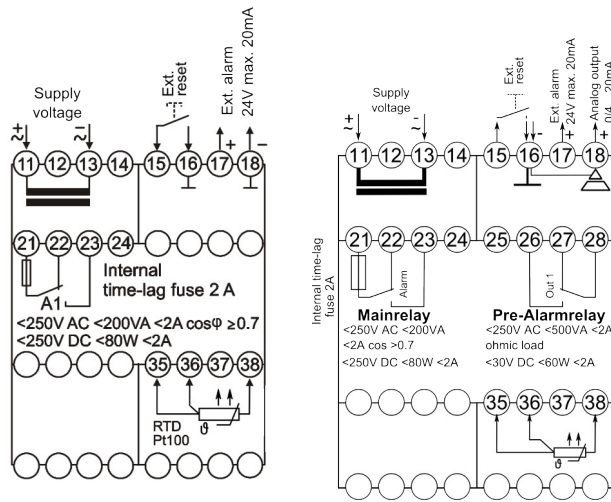 Supply
voltage
Ext.
reset
Ext. alarm
24V max. 20mA
+
~
−
~
+
−
11 12 13 14 15 16 17 18
21 22 23 24
Internal
time-lag fuse 2 A
A1
<250V AC <200VA <2A cosφ ≥0.7
<250V DC <80W <2A
35 36 37 38
RTD
Pt100
ϑ
Supply
voltage
Ext.
reset
Ext. alarm
24V max. 20mA
Analog output
0/4 20mA
+
~
-
~
-
+
+
11 12 13 14 15 16 17 18
21 22 23 24 25 26 27 28
Internal time-lag
fuse 2A
Alarm
Out 1
Mainrelay
<250V AC <200VA
<2A cos >0.7
<250V DC <80W <2A
Pre-Alarmrelay
<250V AC <500VA <2A
ohmic load
<30V DC <60W <2A
35 36 37 38
ϑ